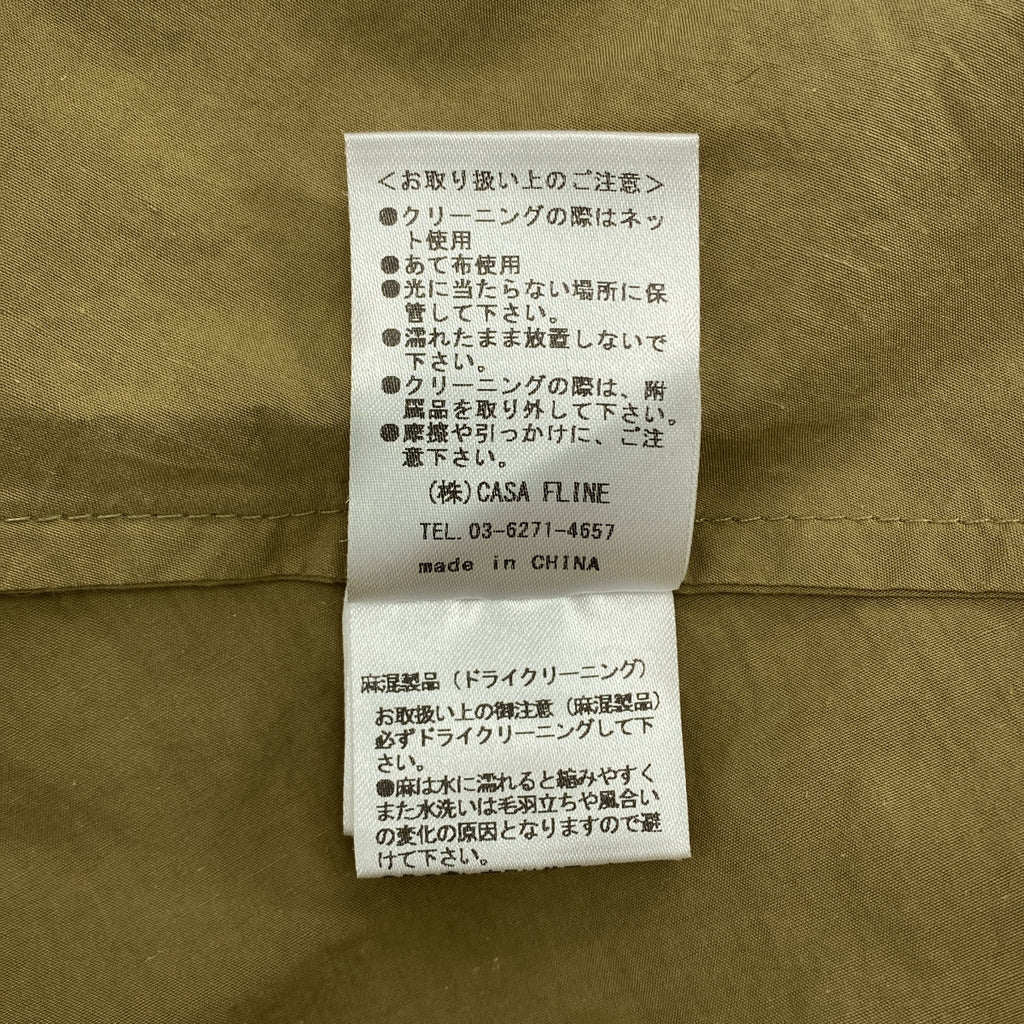 ＜お取り扱い上のご注意＞
●クリーニングの際はネッ
ト使用
●あて布使用
●光に当たらない場所に保
管して下さい。
●濡れたまま放置しないで
下さい。
●クリーニングの際は、附
属品を取り外して下さい。
●摩擦や引っかけに、ご注
意下さい。
(株)CASA FLINE
TEL.03-6271-4657
made in CHINA
麻混製品（ドライクリーニング）
お取扱い上の御注意（麻混製品）
必ずドライクリーニングして下
さい。
●麻は水に濡れると縮みやすく
また水洗いは毛羽立ちや風合い
の変化の原因となりますので避
けて下さい。